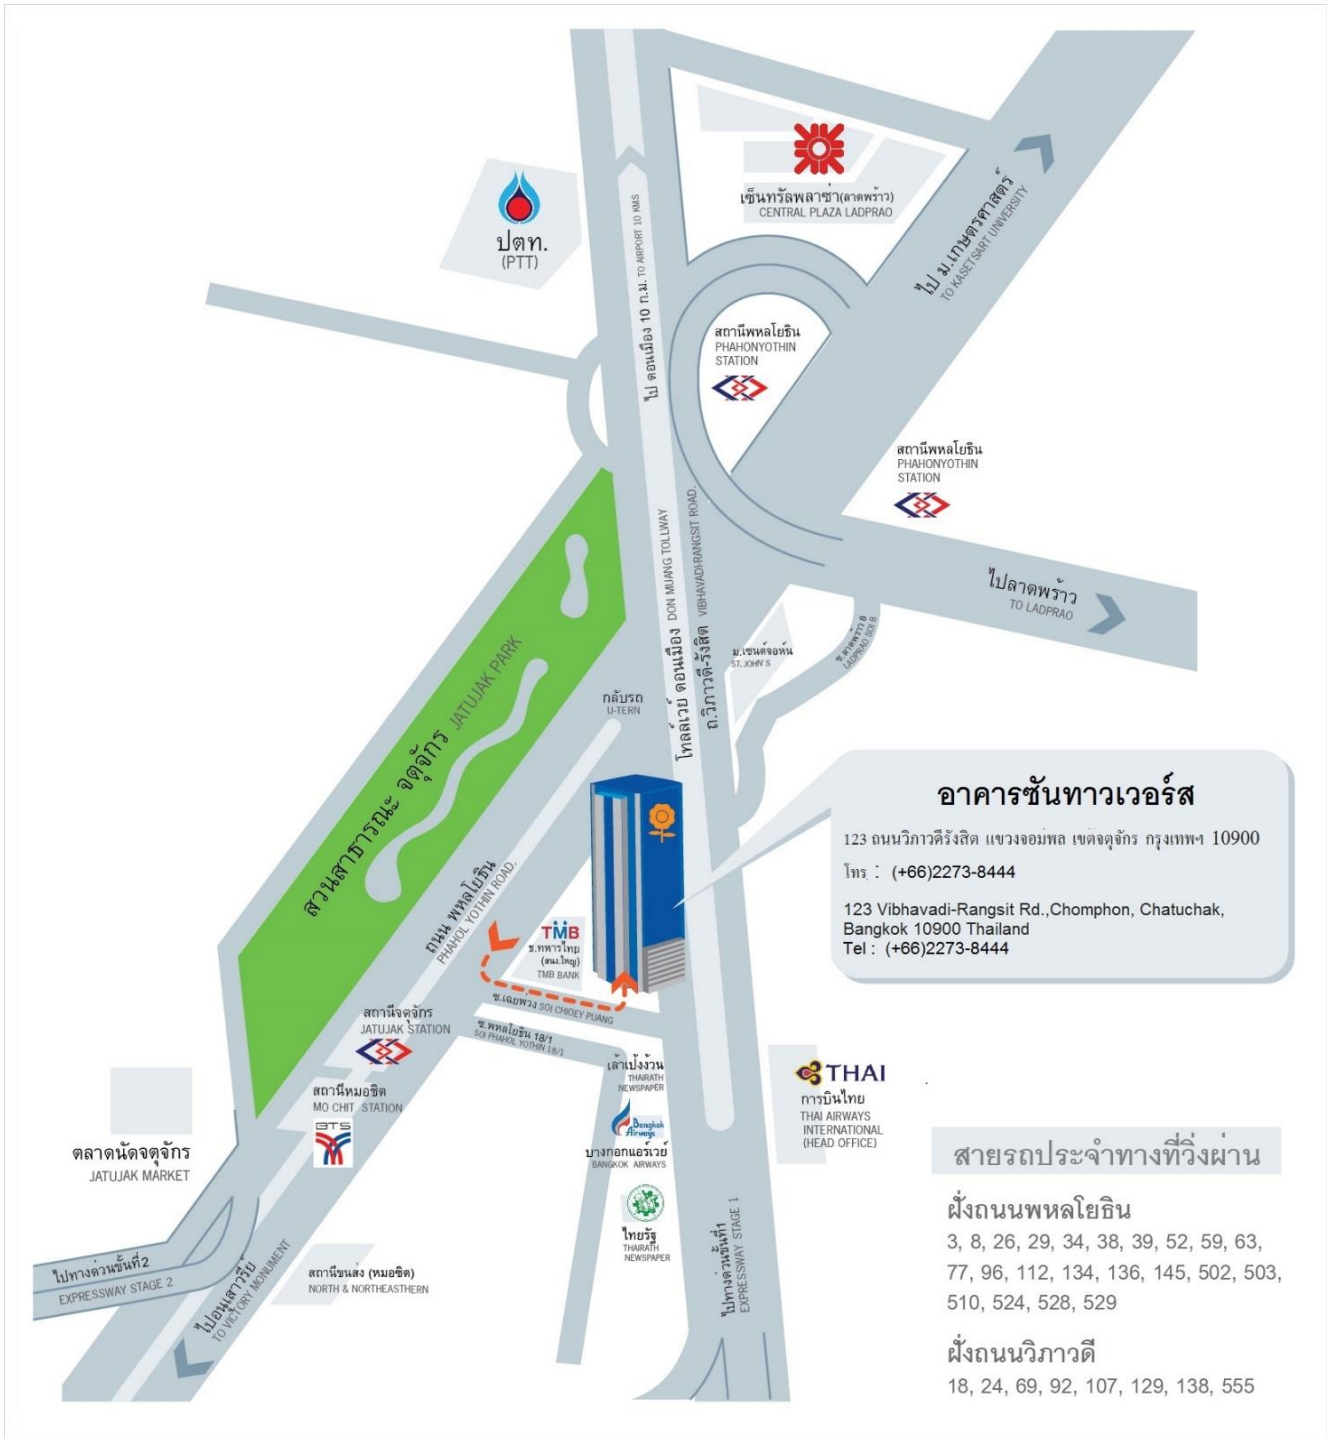 เซ็นทรัลพลาซ่า(ลาดพร้าว)
CENTRAL PLAZA LADPRAO
ปตท.
(PTT)
ไป ม.เกษตรศาสตร์
TO KASETSART UNIVERSITY
ไป ดอนเมือง 10 ก.ม. TO AIRPORT 10 KMS
สถานีพหลโยธิน
PHAHONYOTHIN
STATION
สถานีพหลโยธิน
PHAHONYOTHIN
STATION
ไปลาดพร้าว
TO LADPRAO
โทลล์เวย์ ดอนเมือง DON MUANG TOLLWAY
ถ.วิภาวดี-รังสิต VIBHAVADI-RANGSIT ROAD.
ม.เซนต์จอห์น
ST. JOHN'S
ซ.ลาดพร้าว 8
LADPRAO SOI 8
กลับรถ
U-TERN
สวนสาธารณะ จตุจักร JATUJAK PARK
ถนน พหลโยธิน
PHAHOL YOTHIN ROAD.
อาคารซันทาวเวอร์ส
123 ถนนวิภาวดีรังสิต แขวงจอมพล เขตจตุจักร กรุงเทพฯ 10900
โทร : (+66)2273-8444
123 Vibhavadi-Rangsit Rd.,Chomphon, Chatuchak,
Bangkok 10900 Thailand
Tel : (+66)2273-8444
TMB
ธ.ทหารไทย
(สนง.ใหญ่)
TMB BANK
ซ.เฉยพ่วง SOI CHOEY PUANG
ซ.พหลโยธิน 18/1
SOI PHAHOL YOTHIN 18/1
สถานีจตุจักร
JATUJAK STATION
สถานีหมอชิต
MO CHIT STATION
BTS
เล้าเป้งง้วน
THAIRATH
NEWSPAPER
Bangkok
Airways
บางกอกแอร์เวย์
BANGKOK AIRWAYS
ไทยรัฐ
THAIRATH
NEWSPAPER
THAI
การบินไทย
THAI AIRWAYS
INTERNATIONAL
(HEAD OFFICE)
ตลาดนัดจตุจักร
JATUJAK MARKET
ไปทางด่วนขั้นที่2
EXPRESSWAY STAGE 2
ไปอนุเสาวรีย์
TO VICTORY MONUMENT
สถานีขนส่ง (หมอชิต)
NORTH & NORTHEASTHERN
ไปทางด่วนขั้นที่1
EXPRESSWAY STAGE 1
สายรถประจำทางที่วิ่งผ่าน
ฝั่งถนนพหลโยธิน
3, 8, 26, 29, 34, 38, 39, 52, 59, 63,
77, 96, 112, 134, 136, 145, 502, 503,
510, 524, 528, 529
ฝั่งถนนวิภาวดี
18, 24, 69, 92, 107, 129, 138, 555